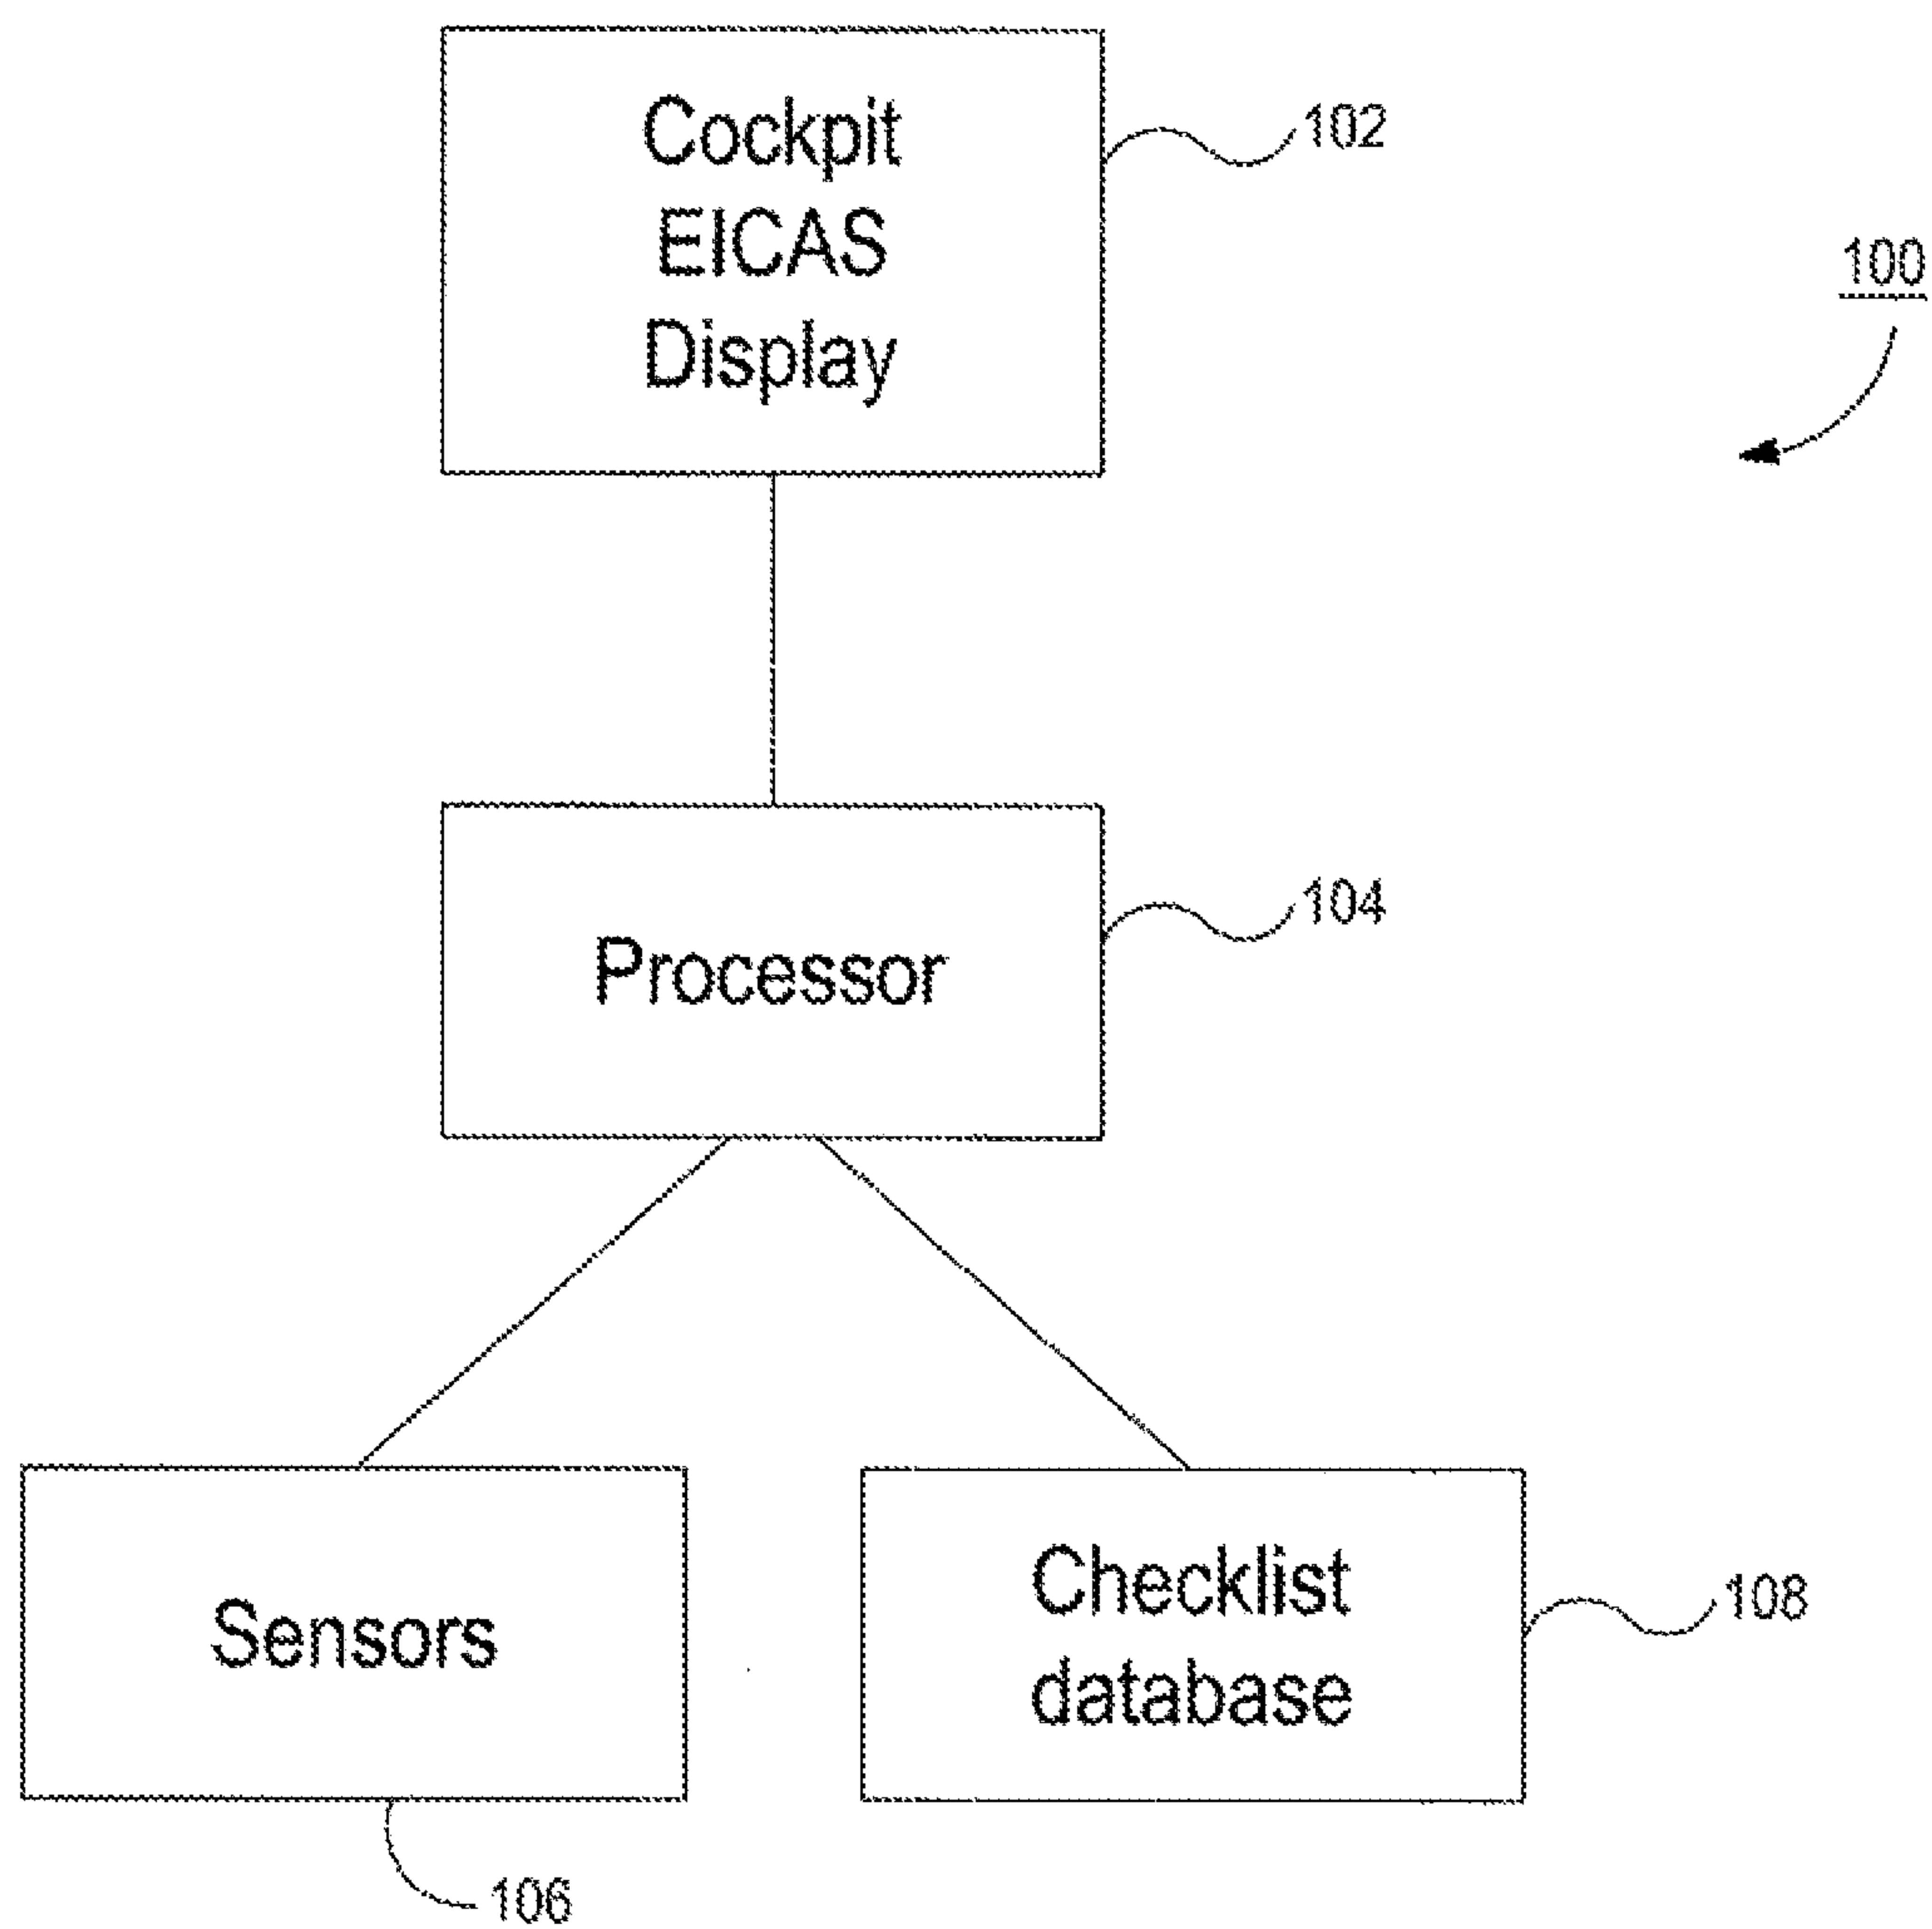 Cockpit
EICAS
Display
102
100
Processor
104
Sensors
Checklist
database
108
106